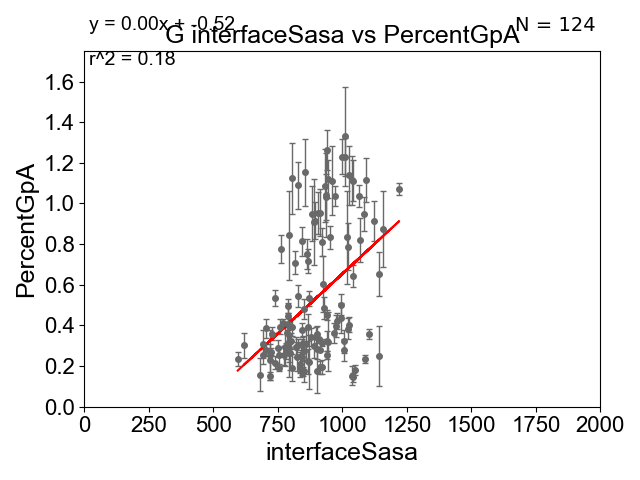 y = 0.00x + -0.52
N = 124
G interfaceSasa vs PercentGpA
r^2 = 0.18
PercentGpA
1.6
1.4
1.2
1.0
0.8
0.6
0.4
0.2
0.0
0 250 500 750 1000 1250 1500 1750 2000
interfaceSasa